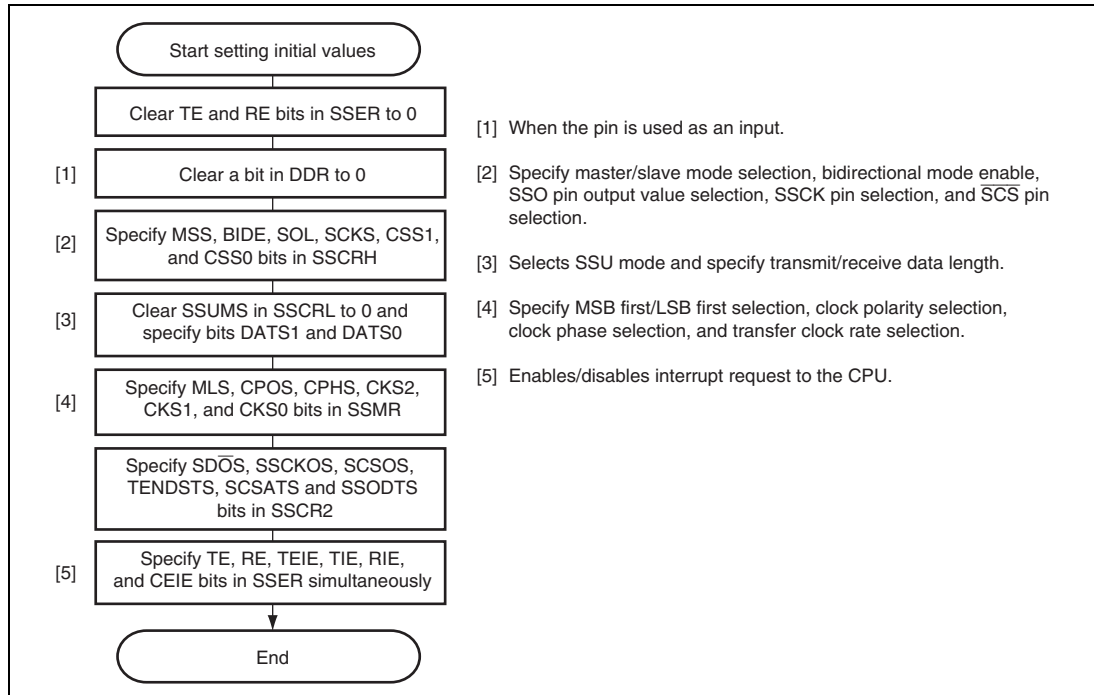 Start setting initial values
Clear TE and RE bits in SSER to 0
[1]
Clear a bit in DDR to 0
[2]
Specify MSS, BIDE, SOL, SCKS, CSS1,
and CSS0 bits in SSCRH
[3]
Clear SSUMS in SSCRL to 0 and
specify bits DATS1 and DATS0
[4]
Specify MLS, CPOS, CPHS, CKS2,
CKS1, and CKS0 bits in SSMR
Specify SDO̅S, SSCKOS, SCSOS,
TENDSTS, SCSATS and SSODTS
bits in SSCR2
[5]
Specify TE, RE, TEIE, TIE, RIE,
and CEIE bits in SSER simultaneously
End
[1] When the pin is used as an input.
[2] Specify master/slave mode selection, bidirectional mode enable,
SSO pin output value selection, SSCK pin selection, and S̅C̅S̅ pin
selection.
[3] Selects SSU mode and specify transmit/receive data length.
[4] Specify MSB first/LSB first selection, clock polarity selection,
clock phase selection, and transfer clock rate selection.
[5] Enables/disables interrupt request to the CPU.